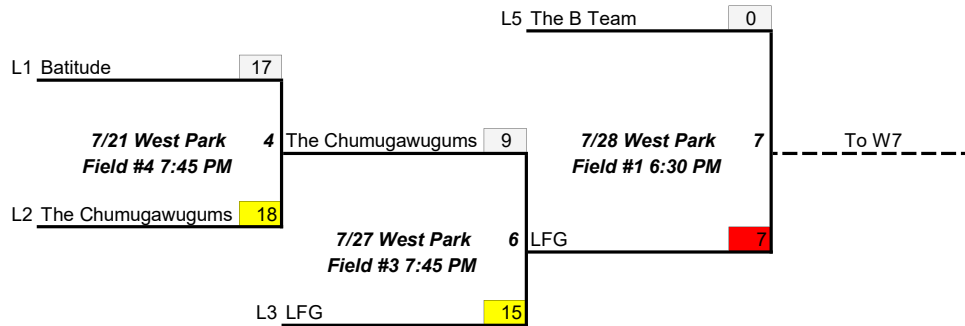 L5 The B Team 0
L1 Batitude 17
7/21 West Park 4 The Chumugawugums 9
Field #4 7:45 PM
7/28 West Park 7 To W7
Field #1 6:30 PM
L2 The Chumugawugums 18
7/27 West Park 6 LFG 7
Field #3 7:45 PM
L3 LFG 15